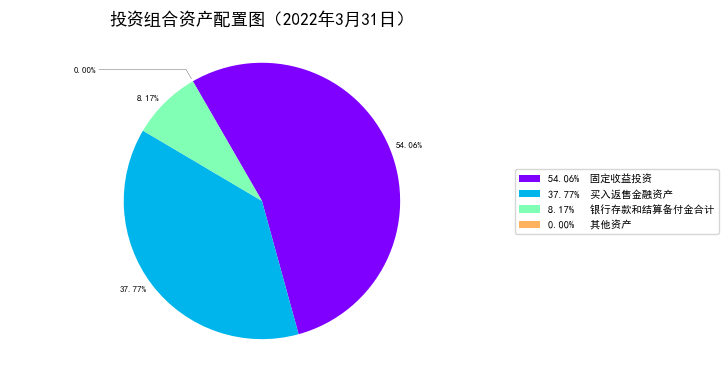 投资组合资产配置图（2022年3月31日）
0.00%
8.17%
54.06%
37.77%
54.06% 固定收益投资
37.77% 买入返售金融资产
8.17% 银行存款和结算备付金合计
0.00% 其他资产